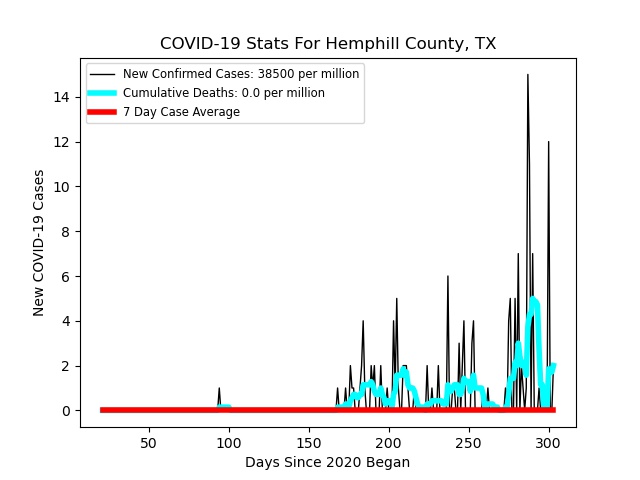 COVID-19 Stats For Hemphill County, TX
New Confirmed Cases: 38500 per million
Cumulative Deaths: 0.0 per million
7 Day Case Average
New COVID-19 Cases
14
12
10
8
6
4
2
0
50 100 150 200 250 300
Days Since 2020 Began